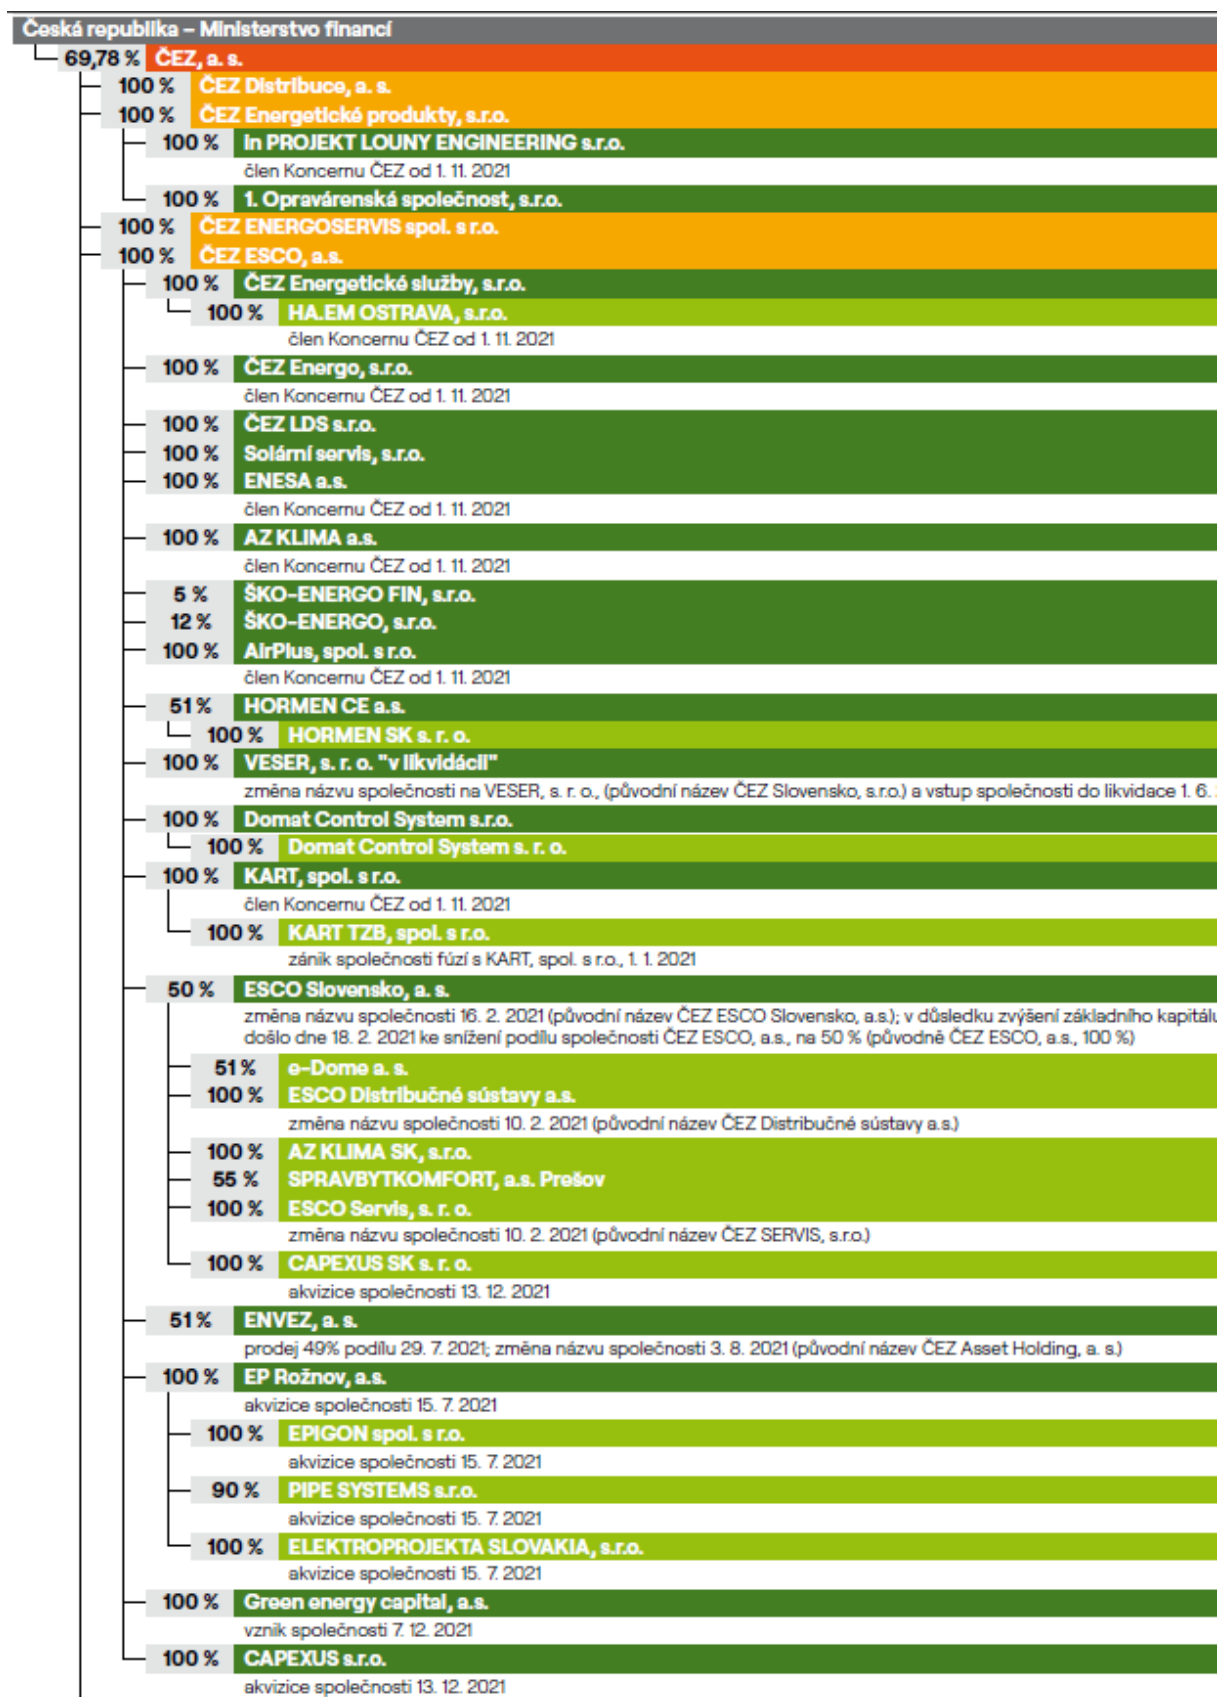 Česká republika – Ministerstvo financí
69,78 % ČEZ, a. s.
100 % ČEZ Distribuce, a. s.
100 % ČEZ Energetické produkty, s.r.o.
100 % In PROJEKT LOUNY ENGINEERING s.r.o.
člen Koncernu ČEZ od 1. 11. 2021
100 % 1. Opravárenská společnost, s.r.o.
100 % ČEZ ENERGOSERVIS spol. s r.o.
100 % ČEZ ESCO, a.s.
100 % ČEZ Energetické služby, s.r.o.
100 % HA.EM OSTRAVA, s.r.o.
člen Koncernu ČEZ od 1. 11. 2021
100 % ČEZ Energo, s.r.o.
člen Koncernu ČEZ od 1. 11. 2021
100 % ČEZ LDS s.r.o.
100 % Solární servis, s.r.o.
100 % ENESA a.s.
člen Koncernu ČEZ od 1. 11. 2021
100 % AZ KLIMA a.s.
člen Koncernu ČEZ od 1. 11. 2021
5 % ŠKO-ENERGO FIN, s.r.o.
12 % ŠKO-ENERGO, s.r.o.
100 % AirPlus, spol. s r.o.
člen Koncernu ČEZ od 1. 11. 2021
51 % HORMEN CE a.s.
100 % HORMEN SK s. r. o.
100 % VESER, s. r. o. "v likvidácii"
změna názvu společnosti na VESER, s. r. o., (původní název ČEZ Slovensko, s.r.o.) a vstup společnosti do likvidace 1. 6.
100 % Domat Control System s.r.o.
100 % Domat Control System s. r. o.
100 % KART, spol. s r.o.
člen Koncernu ČEZ od 1. 11. 2021
100 % KART TZB, spol. s r.o.
zánik společnosti fúzí s KART, spol. s r.o., 1. 1. 2021
50 % ESCO Slovensko, a. s.
změna názvu společnosti 16. 2. 2021 (původní název ČEZ ESCO Slovensko, a.s.); v důsledku zvýšení základního kapitálu
došlo dne 18. 2. 2021 ke snížení podílu společnosti ČEZ ESCO, a.s., na 50 % (původně ČEZ ESCO, a.s., 100 %)
51 % e-Dome a. s.
100 % ESCO Distribučné sústavy a.s.
změna názvu společnosti 10. 2. 2021 (původní název ČEZ Distribučné sústavy a.s.)
100 % AZ KLIMA SK, s.r.o.
55 % SPRAVBYTKOMFORT, a.s. Prešov
100 % ESCO Servis, s. r. o.
změna názvu společnosti 10. 2. 2021 (původní název ČEZ SERVIS, s.r.o.)
100 % CAPEXUS SK s. r. o.
akvizice společnosti 13. 12. 2021
51 % ENVEZ, a. s.
prodej 49% podílu 29. 7. 2021; změna názvu společnosti 3. 8. 2021 (původní název ČEZ Asset Holding, a. s.)
100 % EP Rožnov, a.s.
akvizice společnosti 15. 7. 2021
100 % EPIGON spol. s r.o.
akvizice společnosti 15. 7. 2021
90 % PIPE SYSTEMS s.r.o.
akvizice společnosti 15. 7. 2021
100 % ELEKTROPROJEKTA SLOVAKIA, s.r.o.
akvizice společnosti 15. 7. 2021
100 % Green energy capital, a.s.
vznik společnosti 7. 12. 2021
100 % CAPEXUS s.r.o.
akvizice společnosti 13. 12. 2021